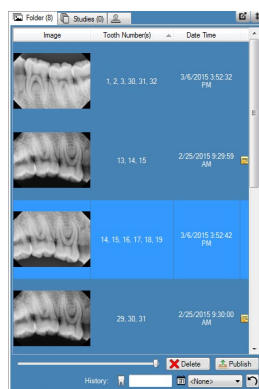 Folder (8) Studies (0)
Image Tooth Number(s) Date Time
1, 2, 3, 30, 31, 32 3/6/2015 3:52:32 PM
13, 14, 15 2/25/2015 9:29:59 AM
14, 15, 16, 17, 18, 19 3/6/2015 3:52:42 PM
29, 30, 31 2/25/2015 9:30:00 AM
Delete Publish
History: <None>